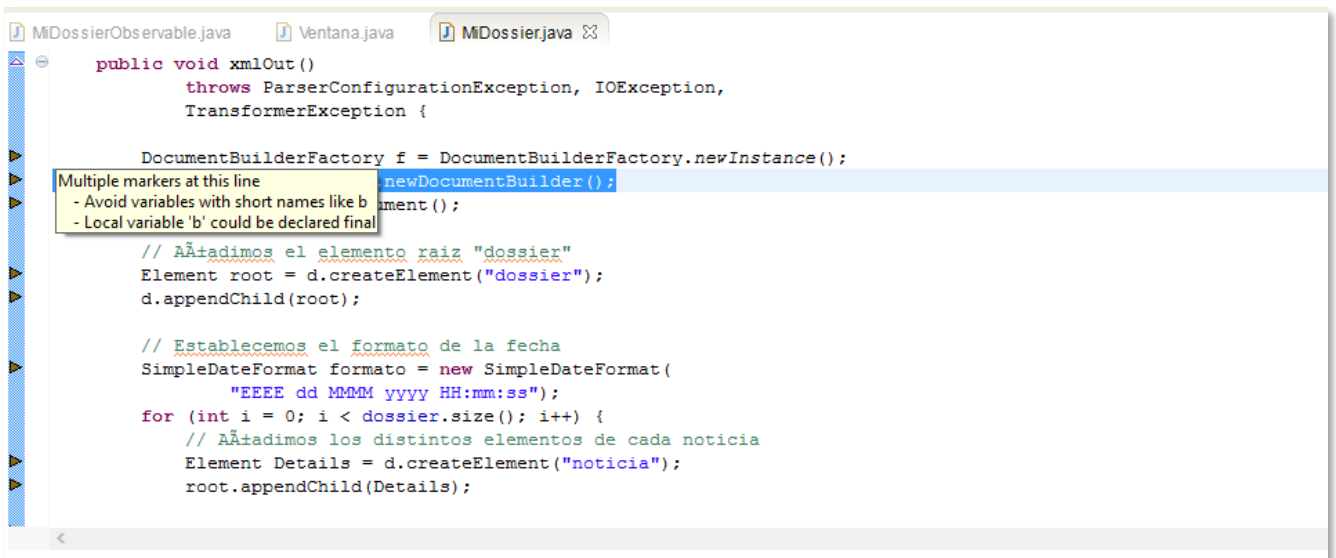 MiDossierObservable.java Ventana.java MiDossier.java
public void xmlOut()
throws ParserConfigurationException, IOException,
TransformerException {
DocumentBuilderFactory f = DocumentBuilderFactory.newInstance();
Multiple markers at this line
- Avoid variables with short names like b
- Local variable 'b' could be declared final
newDocumentBuilder();
ument();
// AÃ±adimos el elemento raiz "dossier"
Element root = d.createElement("dossier");
d.appendChild(root);
// Establecemos el formato de la fecha
SimpleDateFormat formato = new SimpleDateFormat(
"EEEE dd MMMM yyyy HH:mm:ss");
for (int i = 0; i < dossier.size(); i++) {
// AÃ±adimos los distintos elementos de cada noticia
Element Details = d.createElement("noticia");
root.appendChild(Details);